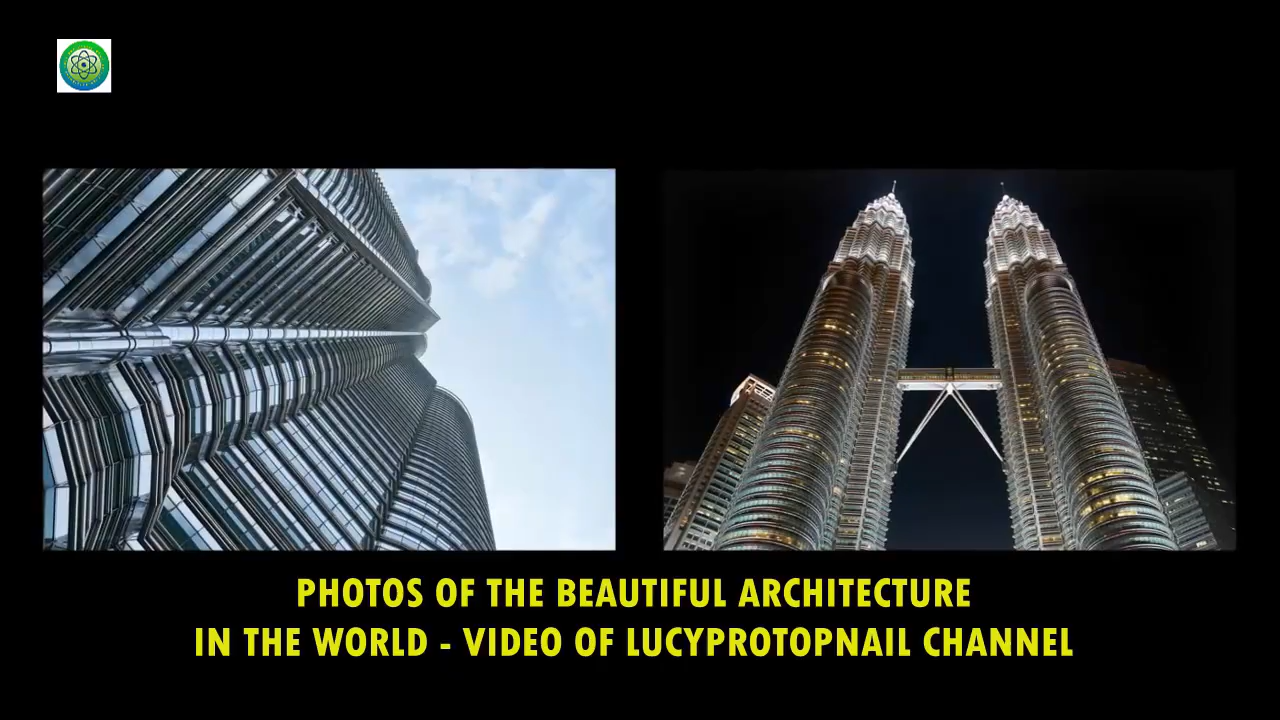 PHOTOS OF THE BEAUTIFUL ARCHITECTURE
IN THE WORLD - VIDEO OF LUCYPROTOPNAIL CHANNEL